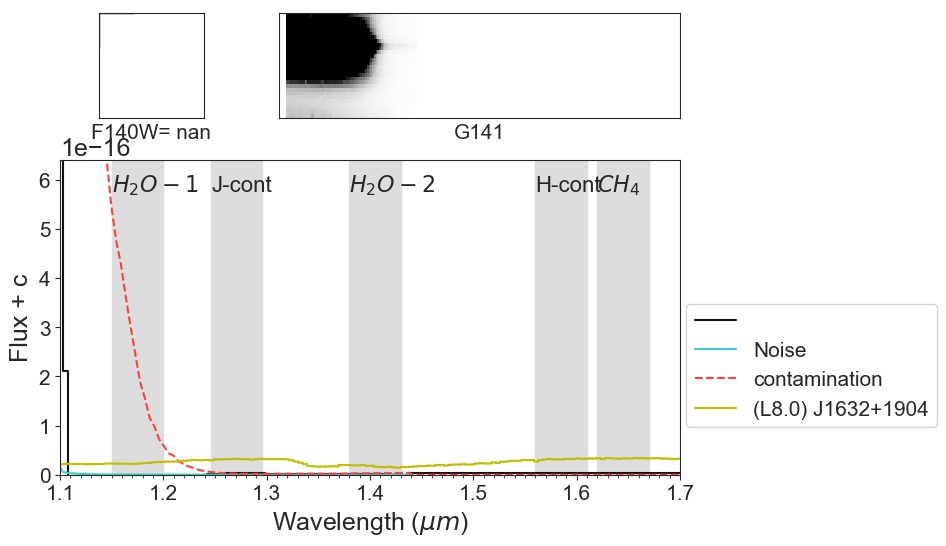 F140W= nan
G141
1e−16
H₂O − 1
J-cont
H₂O − 2
H-cont
CH₄
6
5
4
3
2
1
0
Flux + c
1.1
1.2
1.3
1.4
1.5
1.6
1.7
Wavelength (μm)
Noise
contamination
(L8.0) J1632+1904